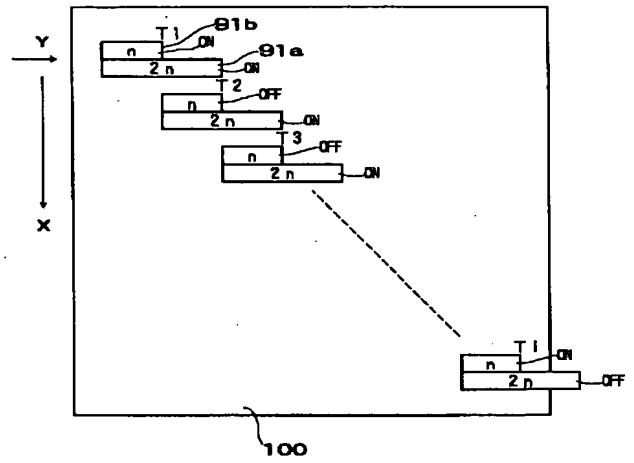 T1 91b
Y ON
n
91a
2n ON
T2
n OFF
2n ON
T3
n OFF
2n ON
X
Ti
n ON
2n OFF
100